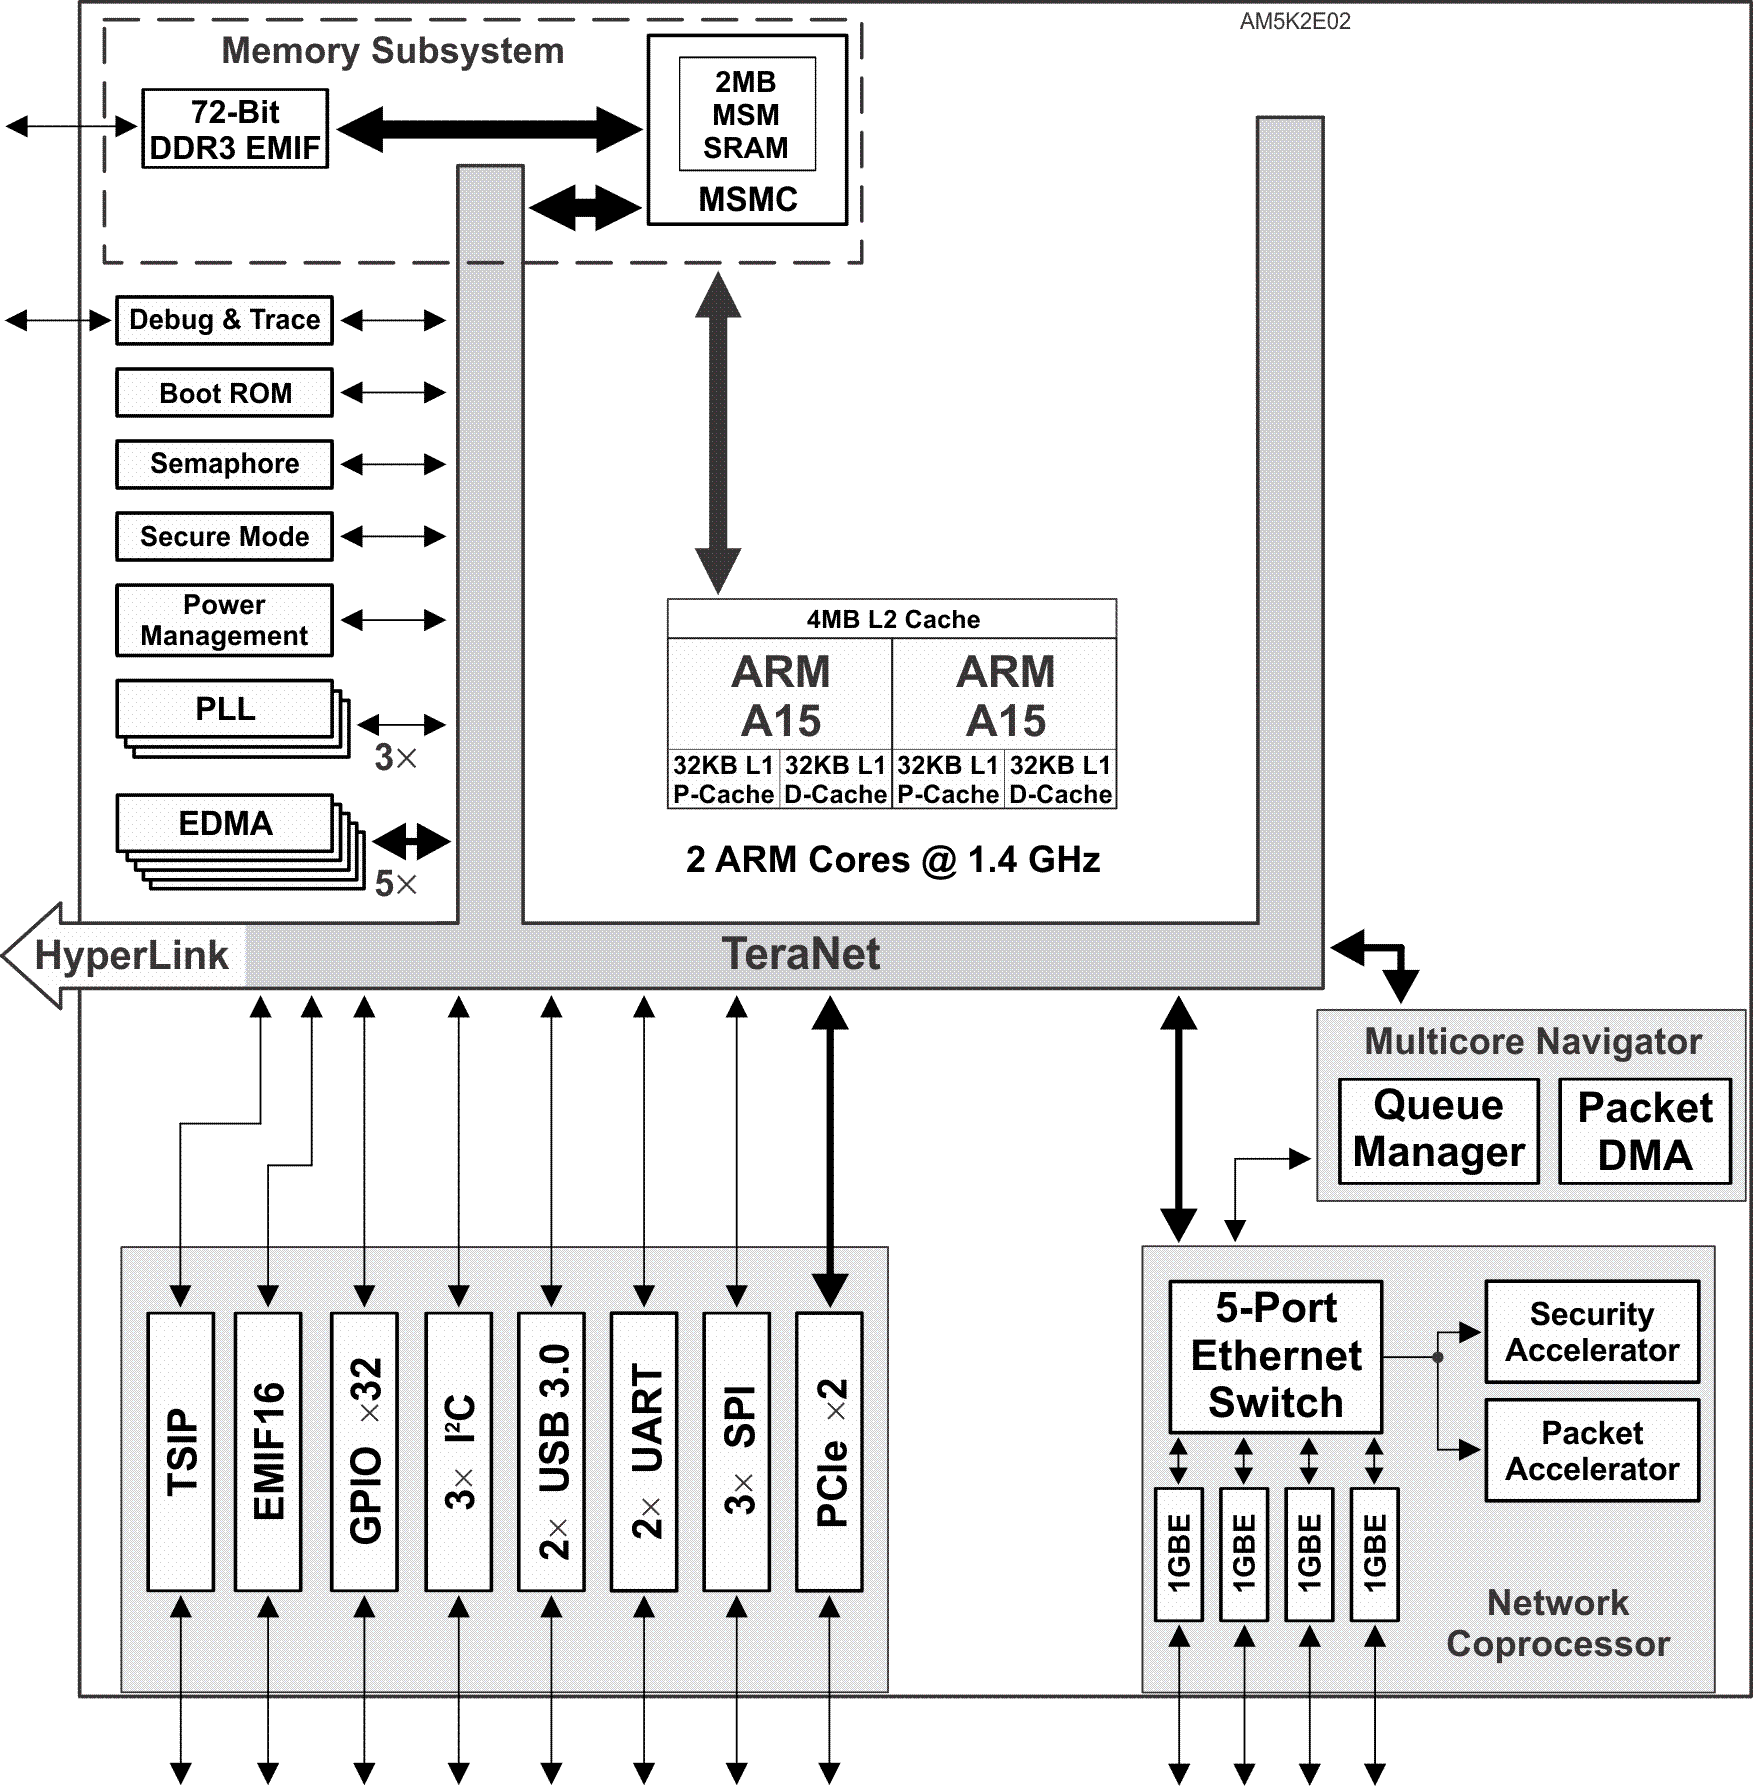 AM5K2E02
Memory Subsystem
72-Bit
DDR3 EMIF
2MB
MSM
SRAM
MSMC
Debug & Trace
Boot ROM
Semaphore
Secure Mode
Power
Management
PLL
3×
EDMA
5×
4MB L2 Cache
ARM
A15
ARM
A15
32KB L1
P-Cache
32KB L1
D-Cache
32KB L1
P-Cache
32KB L1
D-Cache
2 ARM Cores @ 1.4 GHz
HyperLink
TeraNet
Multicore Navigator
Queue
Manager
Packet
DMA
TSIP
EMIF16
GPIO ×32
3× I²C
2× USB 3.0
2× UART
3× SPI
PCIe ×2
5-Port
Ethernet
Switch
Security
Accelerator
Packet
Accelerator
1GBE
1GBE
1GBE
1GBE
Network
Coprocessor